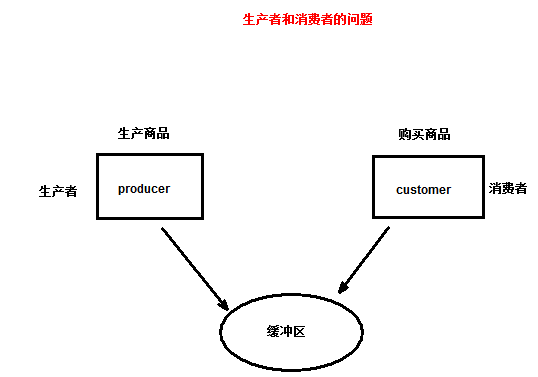 生产者和消费者的问题
生产商品
购买商品
生产者
producer
customer
消费者
缓冲区